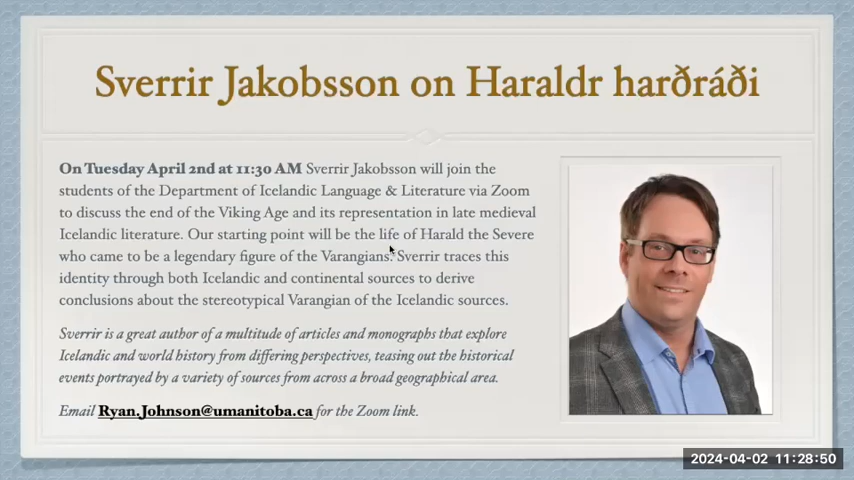 Sverrir Jakobsson on Haraldr harðráði
On Tuesday April 2nd at 11:30 AM Sverrir Jakobsson will join the
students of the Department of Icelandic Language & Literature via Zoom
to discuss the end of the Viking Age and its representation in late medieval
Icelandic literature. Our starting point will be the life of Harald the Severe
who came to be a legendary figure of the Varangians. Sverrir traces this
identity through both Icelandic and continental sources to derive
conclusions about the stereotypical Varangian of the Icelandic sources.
Sverrir is a great author of a multitude of articles and monographs that explore
Icelandic and world history from differing perspectives, teasing out the historical
events portrayed by a variety of sources from across a broad geographical area.
Email Ryan.Johnson@umanitoba.ca for the Zoom link.
2024-04-02 11:28:50